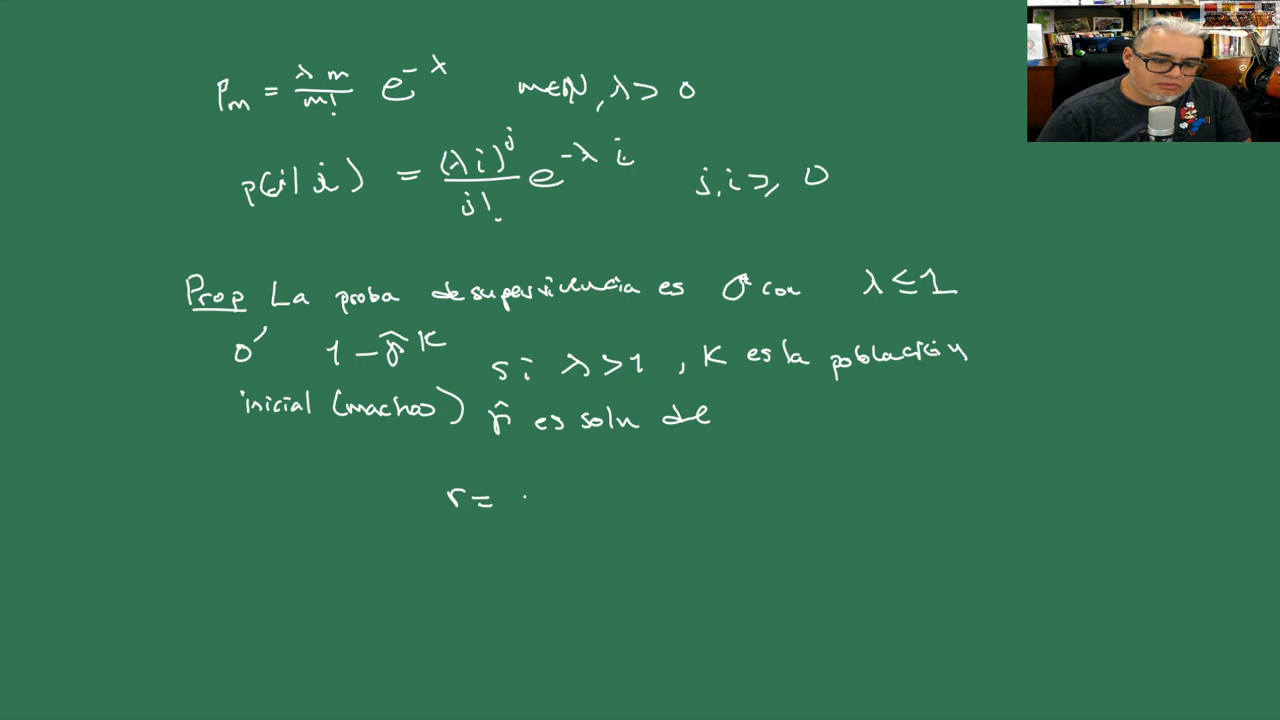 Pm = λm/m! e^-λ m∈ℕ, λ > 0
p(j|i) = (λi)^j/j! e^-λi j,i ≥ 0
Prop La proba de supervivencia es 0 con λ ≤ 1
o' 1 - r̂^K si λ > 1, K es la población
inicial (machos) r̂ es soln de
r =